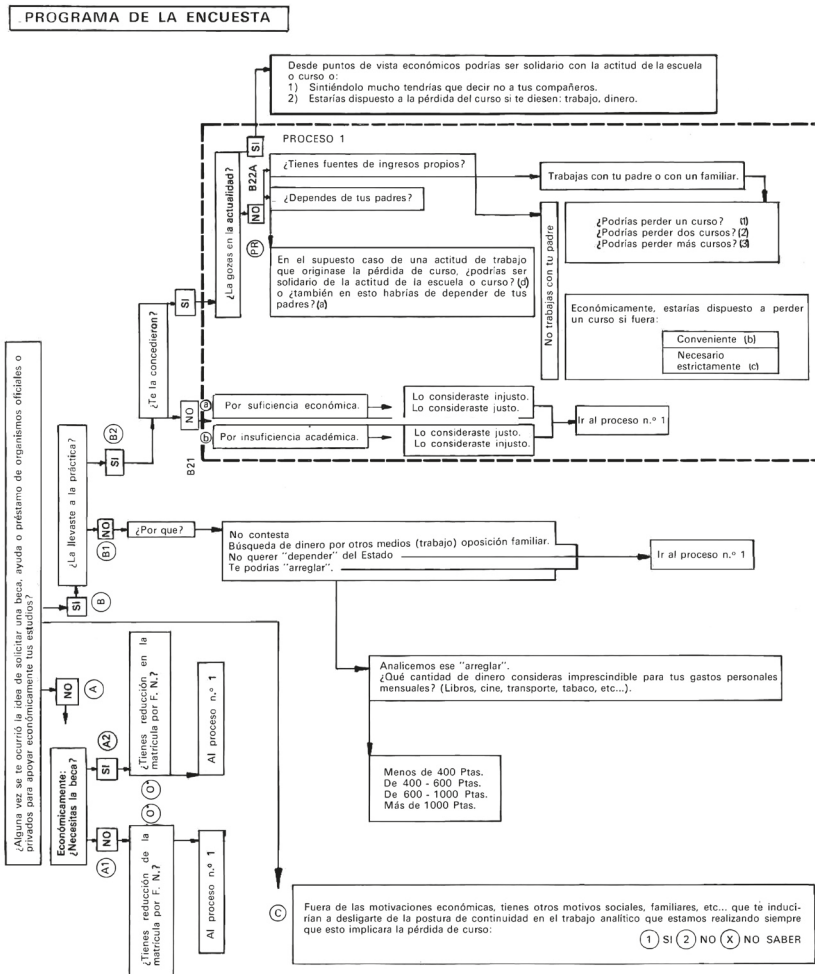 PROGRAMA DE LA ENCUESTA
Desde puntos de vista económicos podrías ser solidario con la actitud de la escuela
o curso o:
1) Sintiéndolo mucho tendrías que decir no a tus compañeros.
2) Estarías dispuesto a la pérdida del curso si te diesen: trabajo, dinero.
PROCESO 1
¿La gozas en la actualidad?
SI
NO
B22A
PR
¿Tienes fuentes de ingresos propios?
¿Depends de tus padres?
Trabajas con tu padre o con un familiar.
No trabajas con tu padre
¿Podrías perder un curso? (1)
¿Podrías perder dos cursos? (2)
¿Podrías perder más cursos? (3)
En el supuesto caso de una actitud de trabajo
que originase la pérdida de curso, ¿podrías ser
solidario de la actitud de la escuela o curso? (d)
o ¿también en esto habrías de depender de tus
padres? (a)
Económicamente, estarías dispuesto a perder
un curso si fuera:
Conveniente (b)
Necesario
estrictamente (c)
¿Te la concedieron?
SI
NO
B21
a
Por suficiencia económica.
Lo consideraste injusto.
Lo consideraste justo.
b
Por insuficiencia académica.
Lo consideraste justo.
Lo consideraste injusto.
Ir al proceso n.º 1
¿Alguna vez se te ocurrió la idea de solicitar una beca, ayuda o préstamo de organismos oficiales o
privados para apoyar económicamente tus estudios?
¿La llevaste a la práctica?
SI
B2
NO
B1
SI
B
¿Por que?
No contesta
Búsqueda de dinero por otros medios (trabajo) oposición familiar.
No querer "depender" del Estado
Te podrías "arreglar".
Ir al proceso n.º 1
Analicemos ese "arreglar".
¿Qué cantidad de dinero consideras imprescindible para tus gastos personales
mensuales? (Libros, cine, transporte, tabaco, etc...).
Menos de 400 Ptas.
De 400 - 600 Ptas.
De 600 - 1000 Ptas.
Más de 1000 Ptas.
NO
A
Económicamente:
¿Necesitas la beca?
SI
A2
¿Tienes reducción en la
matrícula por F. N.?
Al proceso n.º 1
NO
A1
¿Tienes reducción de la
matrícula por F. N.?
Al proceso n.º 1
C
Fuera de las motivaciones económicas, tienes otros motivos sociales, familiares, etc... que te induci-
rían a desligarte de la postura de continuidad en el trabajo analítico que estamos realizando siempre
que esto implicara la pérdida de curso:
1 SI 2 NO X NO SABER